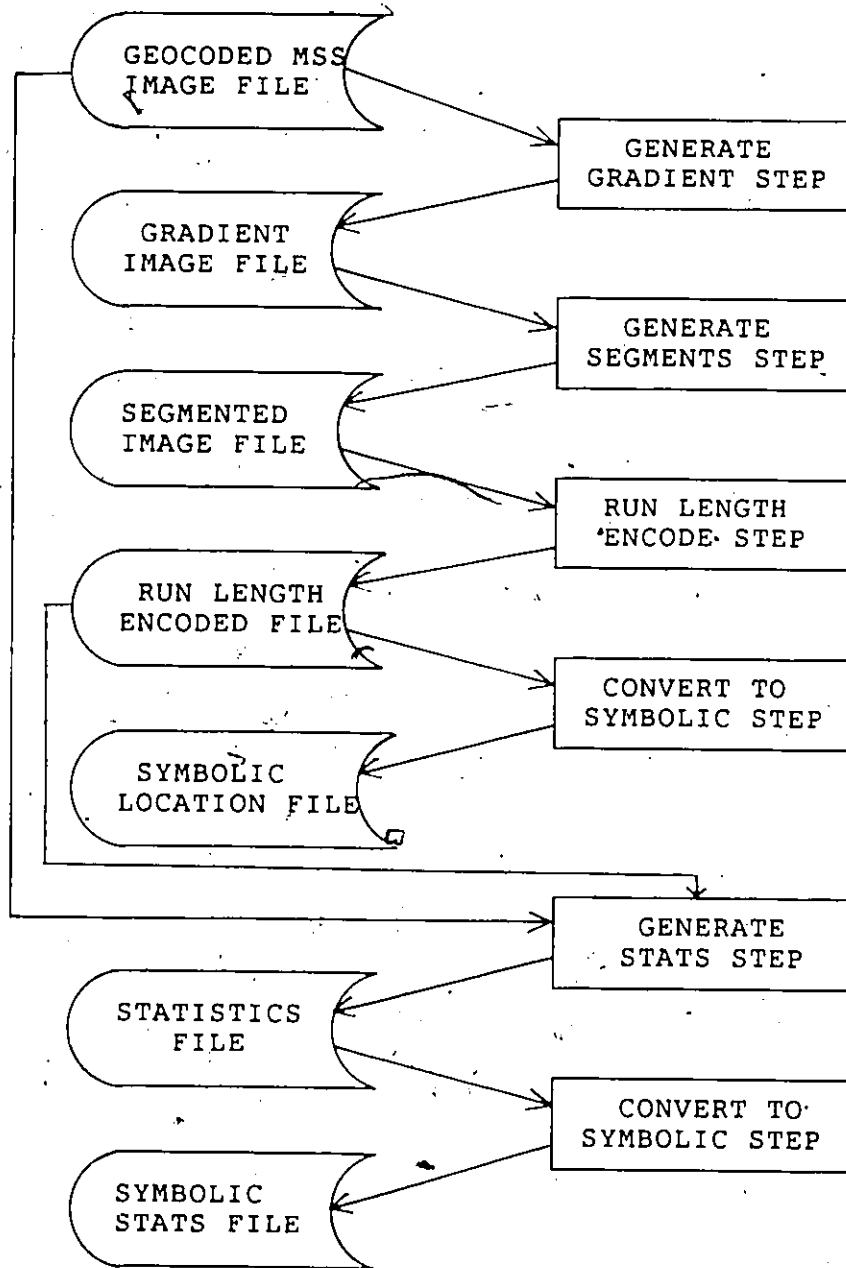 GEOCODED MSS
IMAGE FILE
GENERATE
GRADIENT STEP
GRADIENT
IMAGE FILE
GENERATE
SEGMENTS STEP
SEGMENTED
IMAGE FILE
RUN LENGTH
ENCODE STEP
RUN LENGTH
ENCODED FILE
CONVERT TO
SYMBOLIC STEP
SYMBOLIC
LOCATION FILE
GENERATE
STATS STEP
STATISTICS
FILE
CONVERT TO
SYMBOLIC STEP
SYMBOLIC
STATS FILE